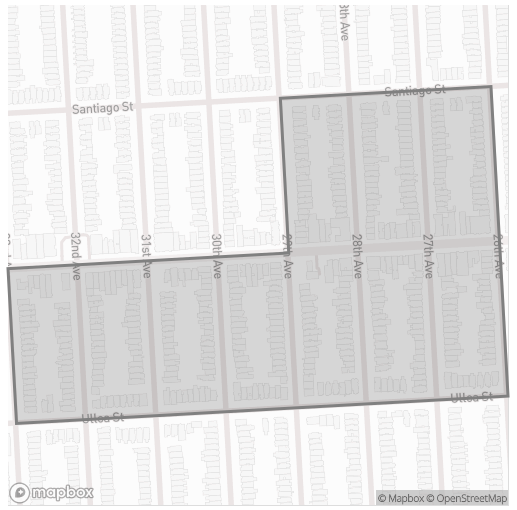 8th Ave
Santiago St
Santiago St
32nd Ave
31st Ave
30th Ave
29th Ave
28th Ave
27th Ave
26th Ave
Ulloa St
Ulloa St
mapbox
© Mapbox © OpenStreetMap